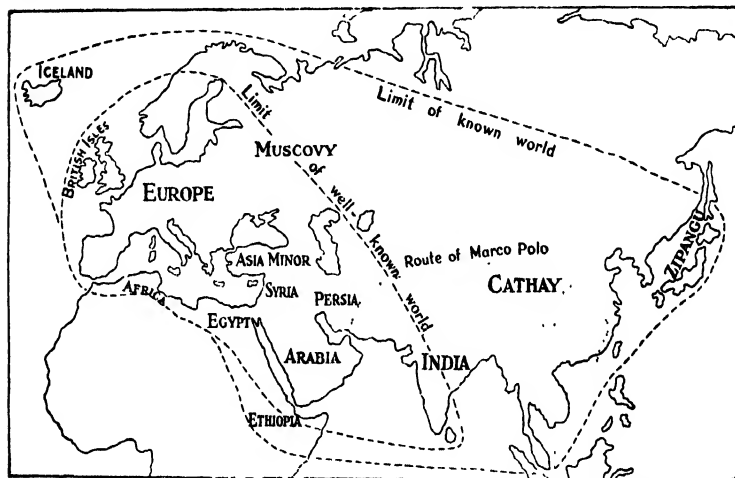 ICELAND
Limit of known world
BRITISH ISLES
Limit of well-known world
MUSCOVY
EUROPE
ZIPANGU
Route of Marco Polo
ASIA MINOR
CATHAY
SYRIA
AFRICA
PERSIA
EGYPT
ARABIA
INDIA
ETHIOPIA